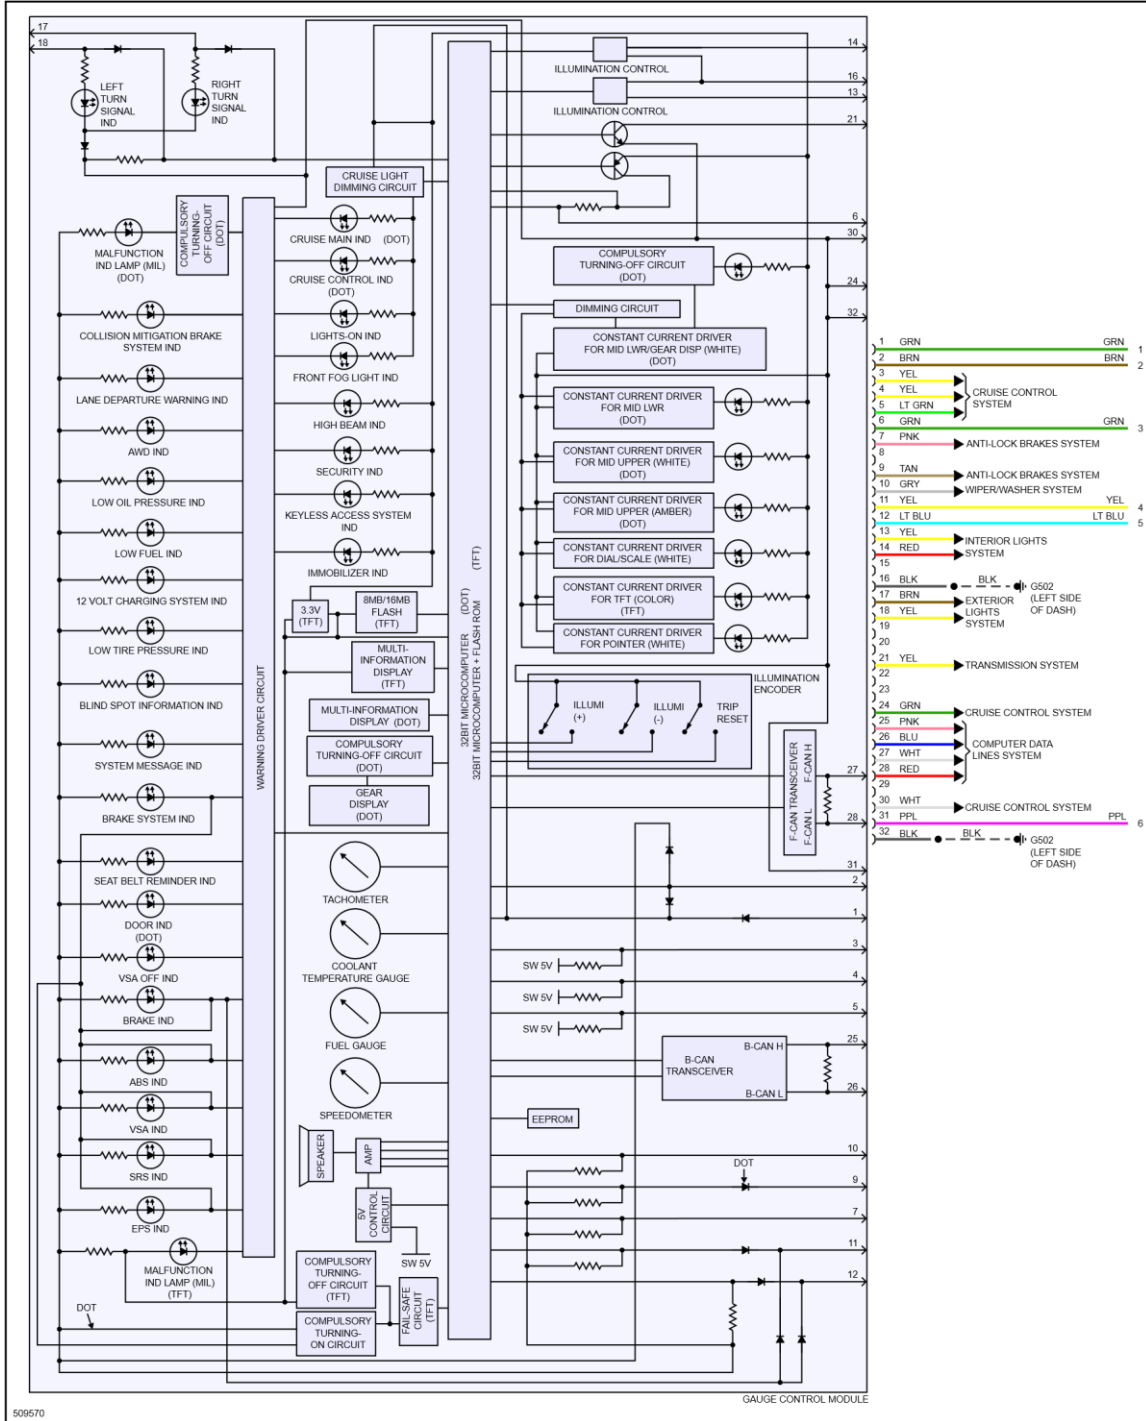 17
18
LEFT
TURN
SIGNAL
IND
RIGHT
TURN
SIGNAL
IND
COMPULSORY
TURNING-
OFF CIRCUIT
(DOT)
MALFUNCTION
IND LAMP (MIL)
(DOT)
COLLISION MITIGATION BRAKE
SYSTEM IND
LANE DEPARTURE WARNING IND
AWD IND
LOW OIL PRESSURE IND
LOW FUEL IND
12 VOLT CHARGING SYSTEM IND
LOW TIRE PRESSURE IND
BLIND SPOT INFORMATION IND
SYSTEM MESSAGE IND
BRAKE SYSTEM IND
SEAT BELT REMINDER IND
DOOR IND
(DOT)
VSA OFF IND
BRAKE IND
ABS IND
VSA IND
SRS IND
EPS IND
MALFUNCTION
IND LAMP (MIL)
(TFT)
DOT
WARNING DRIVER CIRCUIT
CRUISE LIGHT
DIMMING CIRCUIT
CRUISE MAIN IND (DOT)
CRUISE CONTROL IND
(DOT)
LIGHTS-ON IND
FRONT FOG LIGHT IND
HIGH BEAM IND
SECURITY IND
KEYLESS ACCESS SYSTEM
IND
IMMOBILIZER IND
3.3V
(TFT)
8MB/16MB
FLASH
(TFT)
MULTI-
INFORMATION
DISPLAY
(TFT)
MULTI-INFORMATION
DISPLAY (DOT)
COMPULSORY
TURNING-OFF CIRCUIT
(DOT)
GEAR
DISPLAY
(DOT)
TACHOMETER
COOLANT
TEMPERATURE GAUGE
FUEL GAUGE
SPEEDOMETER
SPEAKER
AMP
5V
CONTROL
CIRCUIT
SW 5V
COMPULSORY
TURNING-
OFF CIRCUIT
(TFT)
COMPULSORY
TURNING-
ON CIRCUIT
FAIL-SAFE
CIRCUIT
(TFT)
32BIT MICROCOMPUTER (DOT)
32BIT MICROCOMPUTER + FLASH ROM (TFT)
ILLUMINATION CONTROL
ILLUMINATION CONTROL
COMPULSORY
TURNING-OFF CIRCUIT
(DOT)
DIMMING CIRCUIT
CONSTANT CURRENT DRIVER
FOR MID LWR/GEAR DISP (WHITE)
(DOT)
CONSTANT CURRENT DRIVER
FOR MID LWR
(DOT)
CONSTANT CURRENT DRIVER
FOR MID UPPER (WHITE)
(DOT)
CONSTANT CURRENT DRIVER
FOR MID UPPER (AMBER)
(DOT)
CONSTANT CURRENT DRIVER
FOR DIAL/SCALE (WHITE)
CONSTANT CURRENT DRIVER
FOR TFT (COLOR)
(TFT)
CONSTANT CURRENT DRIVER
FOR POINTER (WHITE)
ILLUMINATION
ENCODER
ILLUMI
(+)
ILLUMI
(-)
TRIP
RESET
F-CAN TRANSCEIVER
F-CAN L F-CAN H
SW 5V
SW 5V
SW 5V
B-CAN
TRANSCEIVER
B-CAN H
B-CAN L
EEPROM
DOT
14
16
13
21
6
30
24
32
27
28
31
2
1
3
4
5
25
26
10
9
7
11
12
GAUGE CONTROL MODULE
1 GRN GRN 1
2 BRN BRN 2
3 YEL
4 YEL
5 LT GRN
CRUISE CONTROL
SYSTEM
6 GRN GRN 3
7 PNK ANTI-LOCK BRAKES SYSTEM
8
9 TAN ANTI-LOCK BRAKES SYSTEM
10 GRY WIPER/WASHER SYSTEM
11 YEL YEL 4
12 LT BLU LT BLU 5
13 YEL
14 RED
INTERIOR LIGHTS
SYSTEM
15
16 BLK BLK G502
(LEFT SIDE
OF DASH)
17 BRN
18 YEL
EXTERIOR
LIGHTS
SYSTEM
19
20
21 YEL TRANSMISSION SYSTEM
22
23
24 GRN CRUISE CONTROL SYSTEM
25 PNK
26 BLU
27 WHT
28 RED
COMPUTER DATA
LINES SYSTEM
29
30 WHT CRUISE CONTROL SYSTEM
31 PPL PPL 6
32 BLK BLK G502
(LEFT SIDE
OF DASH)
509570